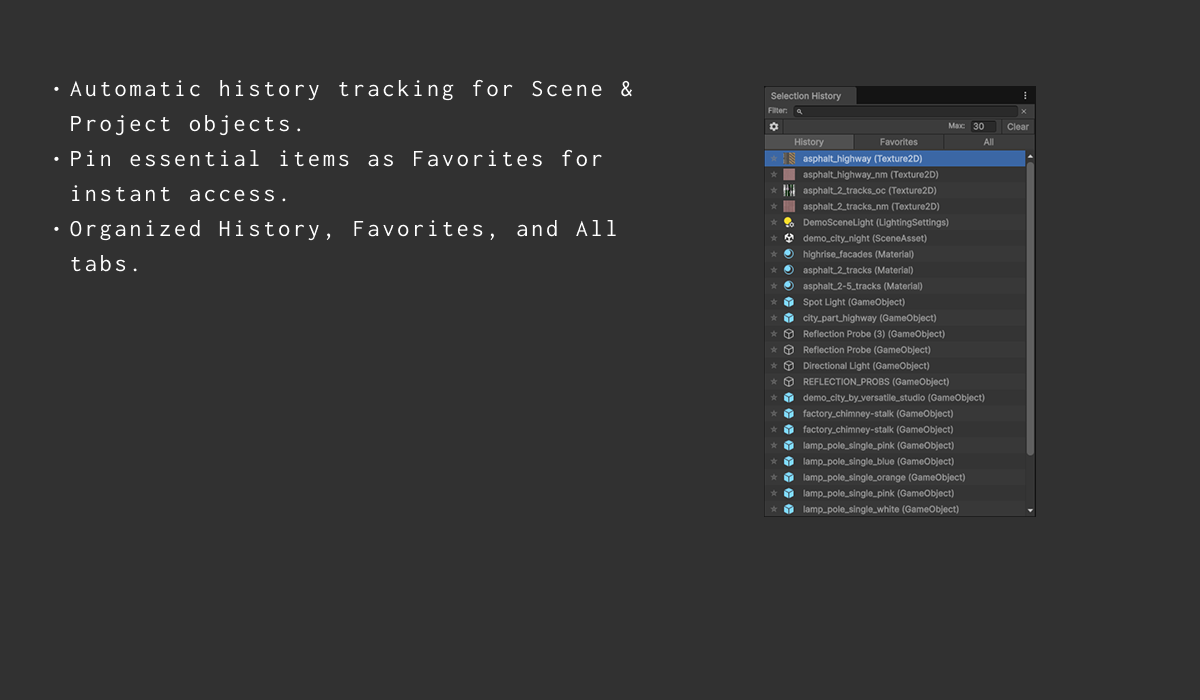 • Automatic history tracking for Scene &
Project objects.
• Pin essential items as Favorites for
instant access.
• Organized History, Favorites, and All
tabs.
Selection History
Filter:
Max: 30 Clear
History Favorites All
asphalt_highway (Texture2D)
asphalt_highway_nm (Texture2D)
asphalt_2_tracks_oc (Texture2D)
asphalt_2_tracks_nm (Texture2D)
DemoSceneLight (LightingSettings)
demo_city_night (SceneAsset)
highrise_facades (Material)
asphalt_2_tracks (Material)
asphalt_2-5_tracks (Material)
Spot Light (GameObject)
city_part_highway (GameObject)
Reflection Probe (3) (GameObject)
Reflection Probe (GameObject)
Directional Light (GameObject)
REFLECTION_PROBS (GameObject)
demo_city_by_versatile_studio (GameObject)
factory_chimney-stalk (GameObject)
factory_chimney-stalk (GameObject)
lamp_pole_single_pink (GameObject)
lamp_pole_single_blue (GameObject)
lamp_pole_single_orange (GameObject)
lamp_pole_single_pink (GameObject)
lamp_pole_single_white (GameObject)